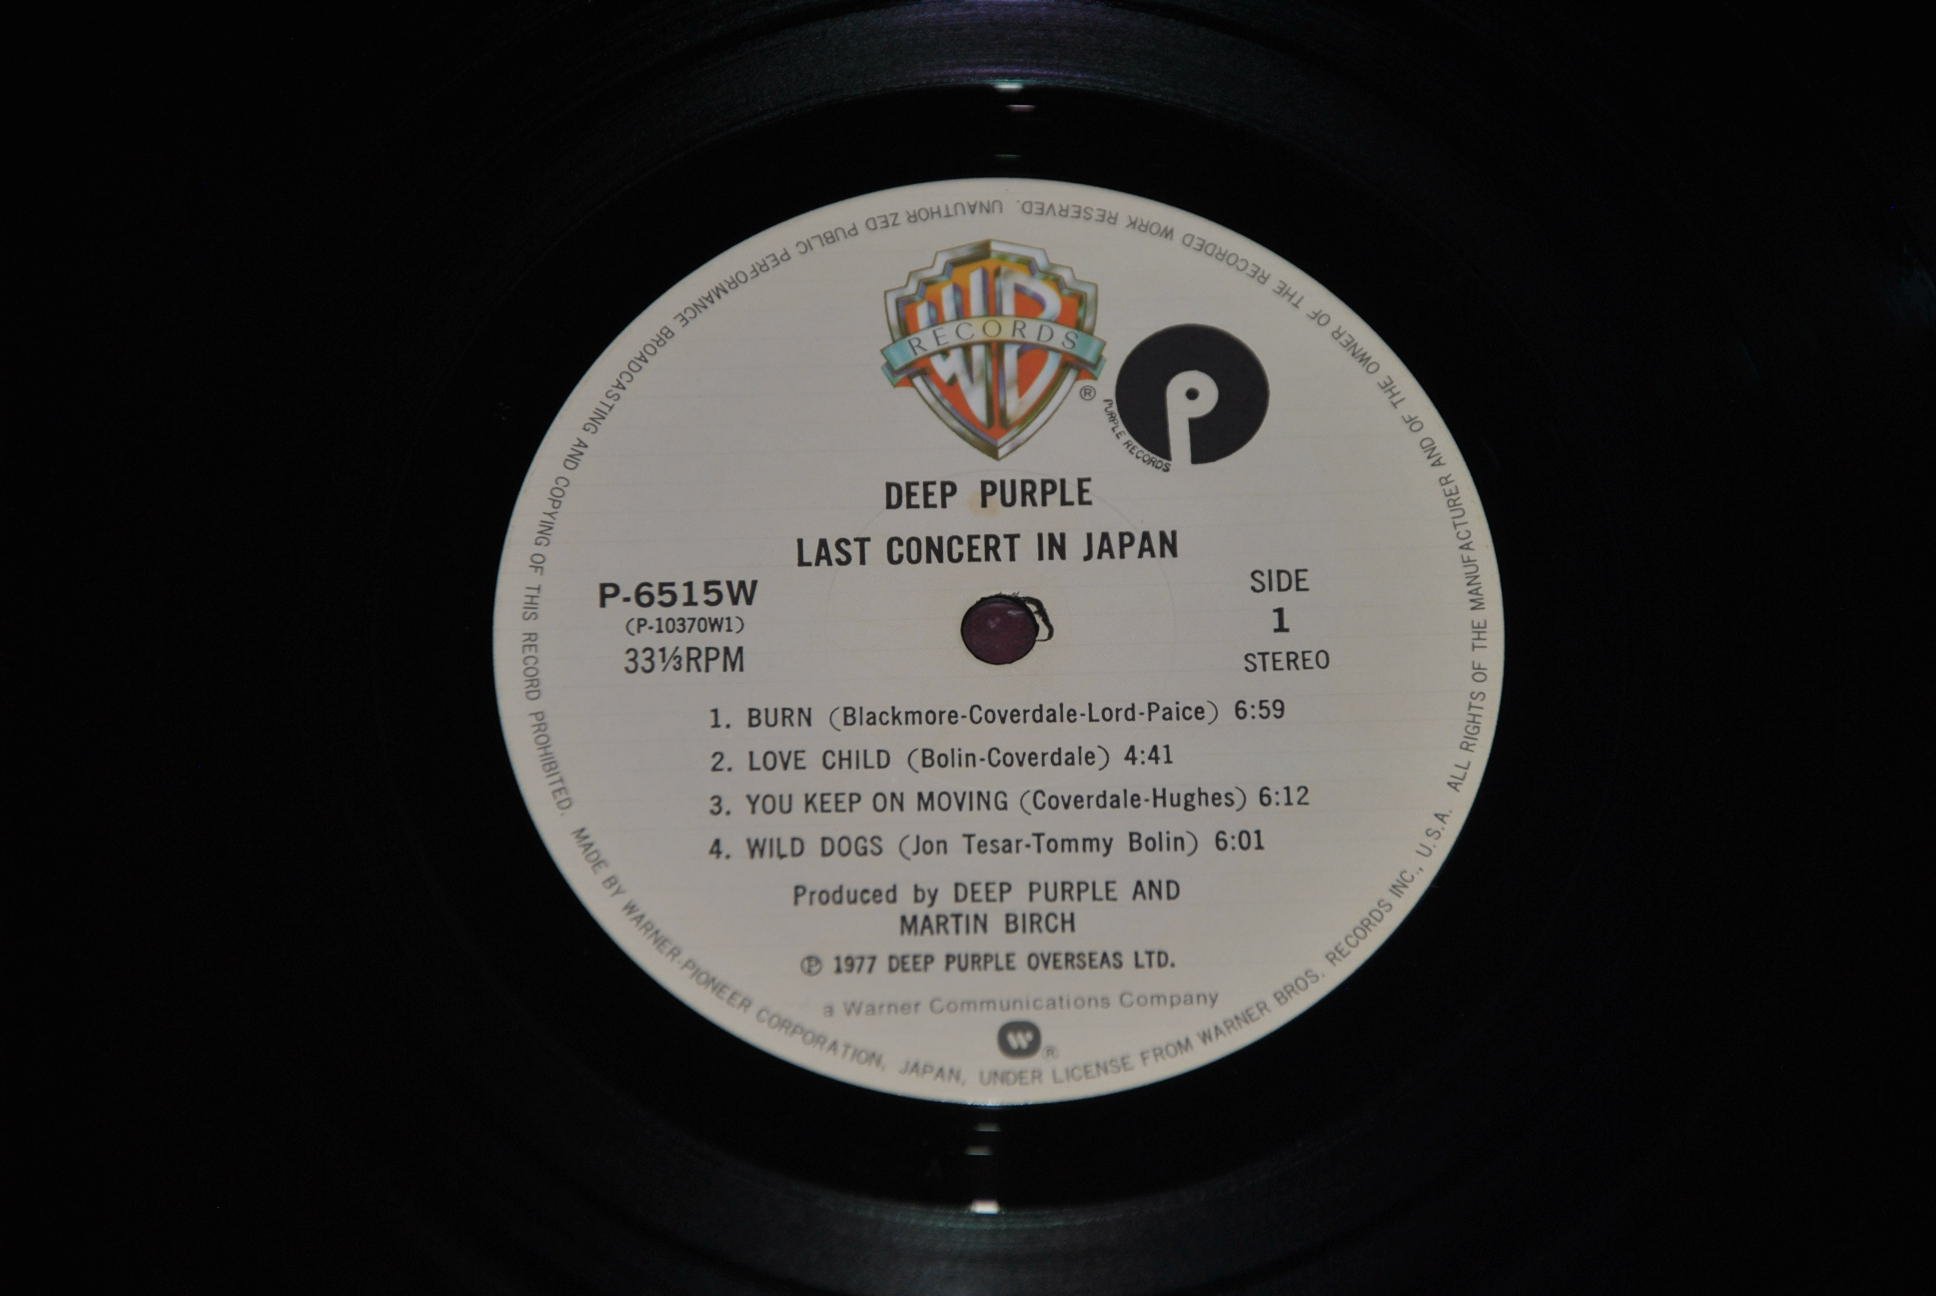 WB
RECORDS
®
P
PURPLE RECORDS
DEEP PURPLE
LAST CONCERT IN JAPAN
P-6515W
(P-10370W1)
33⅓RPM
SIDE
1
STEREO
1. BURN (Blackmore-Coverdale-Lord-Paice) 6:59
2. LOVE CHILD (Bolin-Coverdale) 4:41
3. YOU KEEP ON MOVING (Coverdale-Hughes) 6:12
4. WILD DOGS (Jon Tesar-Tommy Bolin) 6:01
Produced by DEEP PURPLE AND
MARTIN BIRCH
℗ 1977 DEEP PURPLE OVERSEAS LTD.
a Warner Communications Company
W ®
MADE BY WARNER-PIONEER CORPORATION, JAPAN, UNDER LICENSE FROM WARNER BROS. RECORDS INC., U.S.A. ALL RIGHTS OF THE MANUFACTURER AND OF THE OWNER OF THE RECORDED WORK RESERVED. UNAUTHOR ZED PUBLIC PERFORMANCE BROADCASTING AND COPYING OF THIS RECORD PROHIBITED.